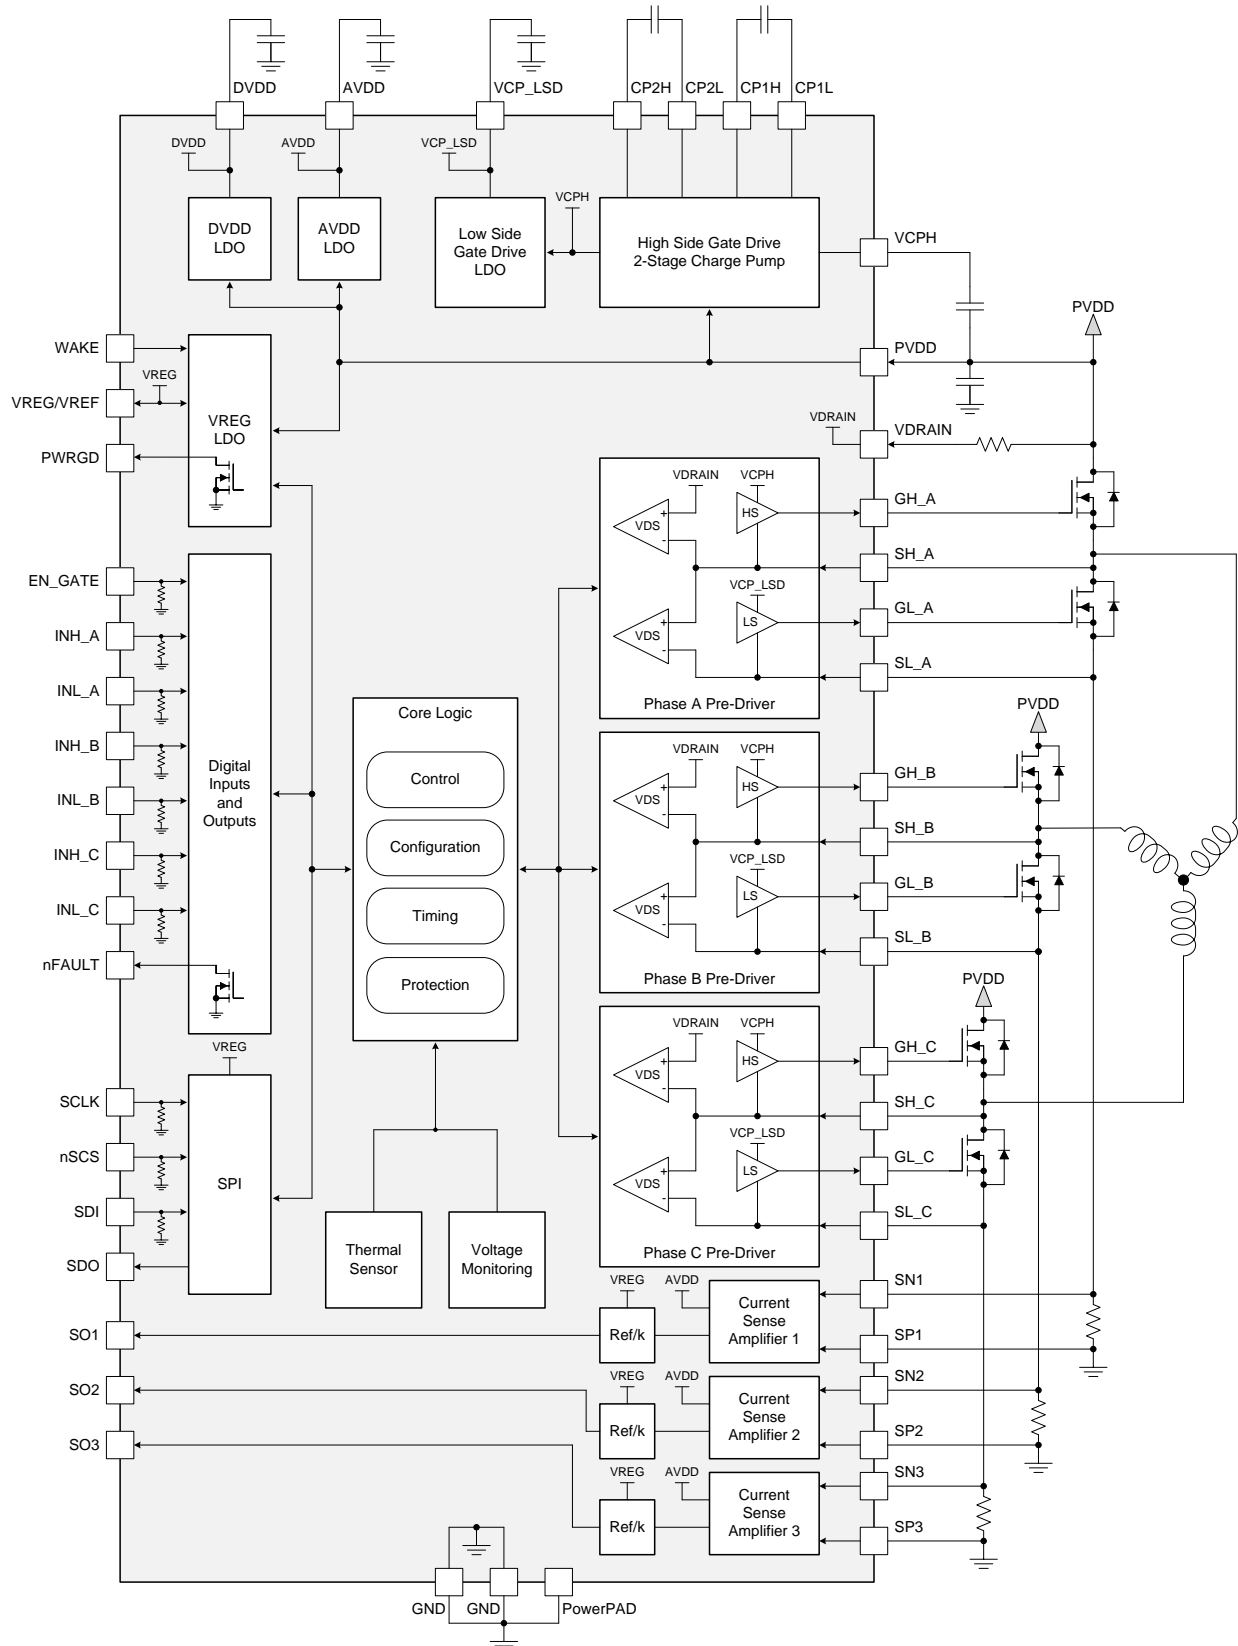 DVDD
AVDD
VCP_LSD
CP2H
CP2L
CP1H
CP1L
DVDD
AVDD
VCP_LSD
VCPH
DVDD
LDO
AVDD
LDO
Low Side
Gate Drive
LDO
High Side Gate Drive
2-Stage Charge Pump
VCPH
PVDD
WAKE
PVDD
VREG
VREG/VREF
VREG
LDO
VDRAIN
VDRAIN
PWRGD
VDRAIN
VCPH
+
VDS
-
HS
GH_A
SH_A
VCP_LSD
+
VDS
-
LS
GL_A
SL_A
Phase A Pre-Driver
EN_GATE
INH_A
INL_A
INH_B
INL_B
INH_C
INL_C
nFAULT
Digital
Inputs
and
Outputs
Core Logic
Control
Configuration
Timing
Protection
PVDD
VDRAIN
VCPH
+
VDS
-
HS
GH_B
SH_B
VCP_LSD
+
VDS
-
LS
GL_B
SL_B
Phase B Pre-Driver
PVDD
VDRAIN
VCPH
+
VDS
-
HS
GH_C
SH_C
VCP_LSD
+
VDS
-
LS
GL_C
SL_C
Phase C Pre-Driver
VREG
SCLK
nSCS
SDI
SDO
SPI
Thermal
Sensor
Voltage
Monitoring
VREG
AVDD
SO1
Ref/k
Current
Sense
Amplifier 1
SN1
SP1
VREG
AVDD
SO2
Ref/k
Current
Sense
Amplifier 2
SN2
SP2
VREG
AVDD
SO3
Ref/k
Current
Sense
Amplifier 3
SN3
SP3
GND
GND
PowerPAD